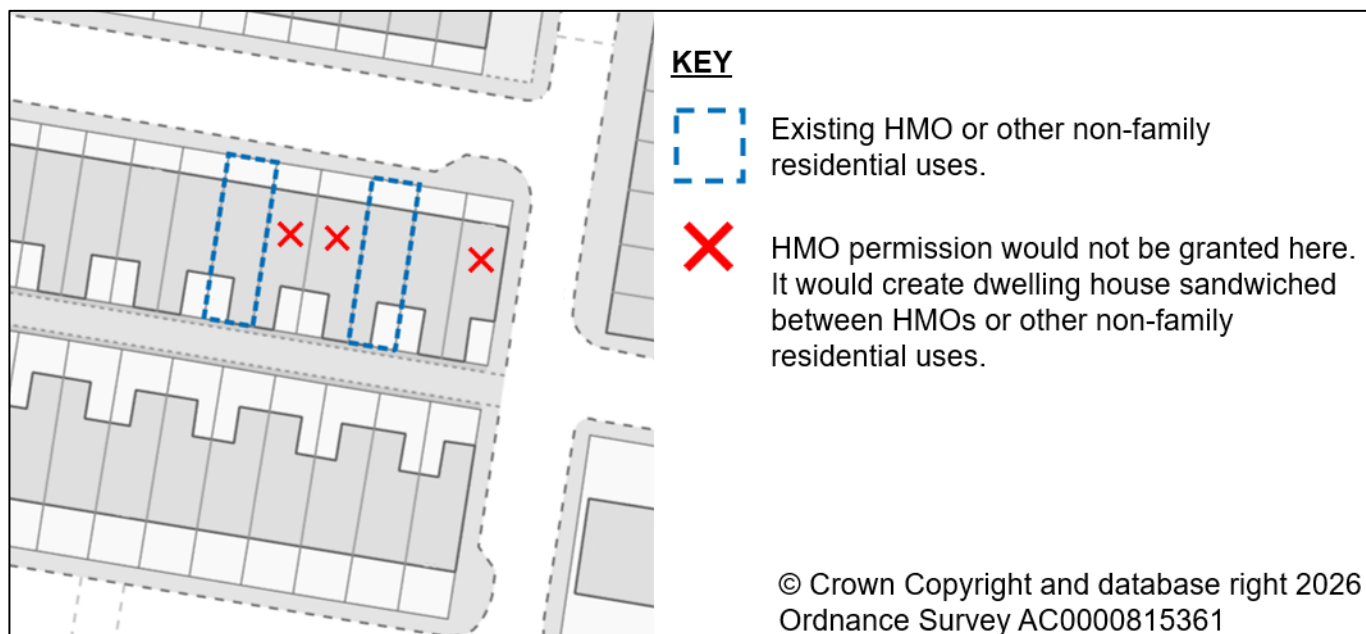 KEY
Existing HMO or other non-family
residential uses.
HMO permission would not be granted here.
It would create dwelling house sandwiched
between HMOs or other non-family
residential uses.
© Crown Copyright and database right 2026
Ordnance Survey AC0000815361